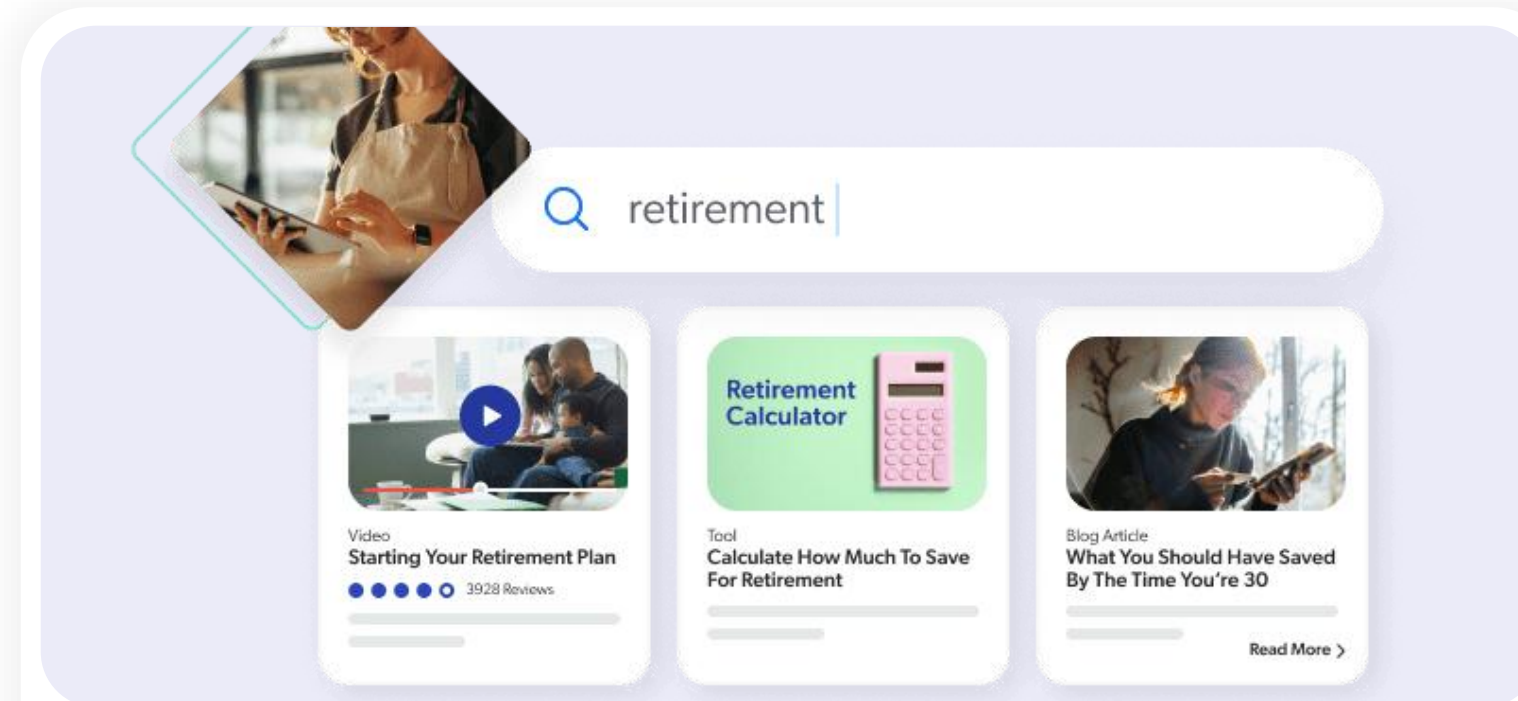 retirement
Retirement
Calculator
Video
Starting Your Retirement Plan
3928 Reviews
Tool
Calculate How Much To Save
For Retirement
Blog Article
What You Should Have Saved
By The Time You're 30
Read More